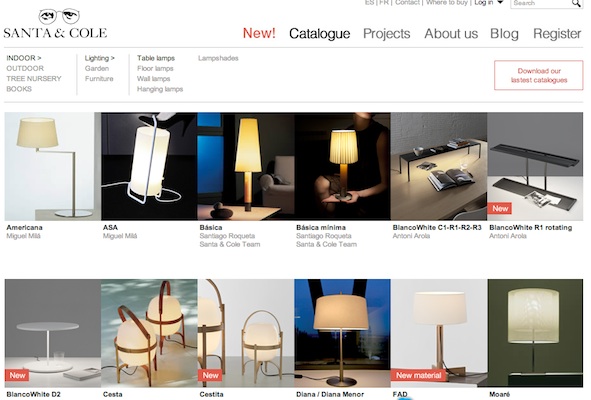 ES | FR | Contact | Where to buy | Log in
Search
SANTA & COLE
New! Catalogue Projects About us Blog Register
INDOOR > Lighting > Table lamps Lampshades
OUTDOOR Garden Floor lamps
TREE NURSERY Furniture Wall lamps
BOOKS Hanging lamps
Download our
lastest catalogues
New
Americana ASA Básica Básica mínima BlancoWhite C1-R1-R2-R3 BlancoWhite R1 rotating
Miguel Milá Miguel Milá Santiago Roqueta Santiago Roqueta Antoni Arola Antoni Arola
Santa & Cole Team Santa & Cole Team
New New New material
BlancoWhite D2 Cesta Cestita Diana / Diana Menor FAD Moaré